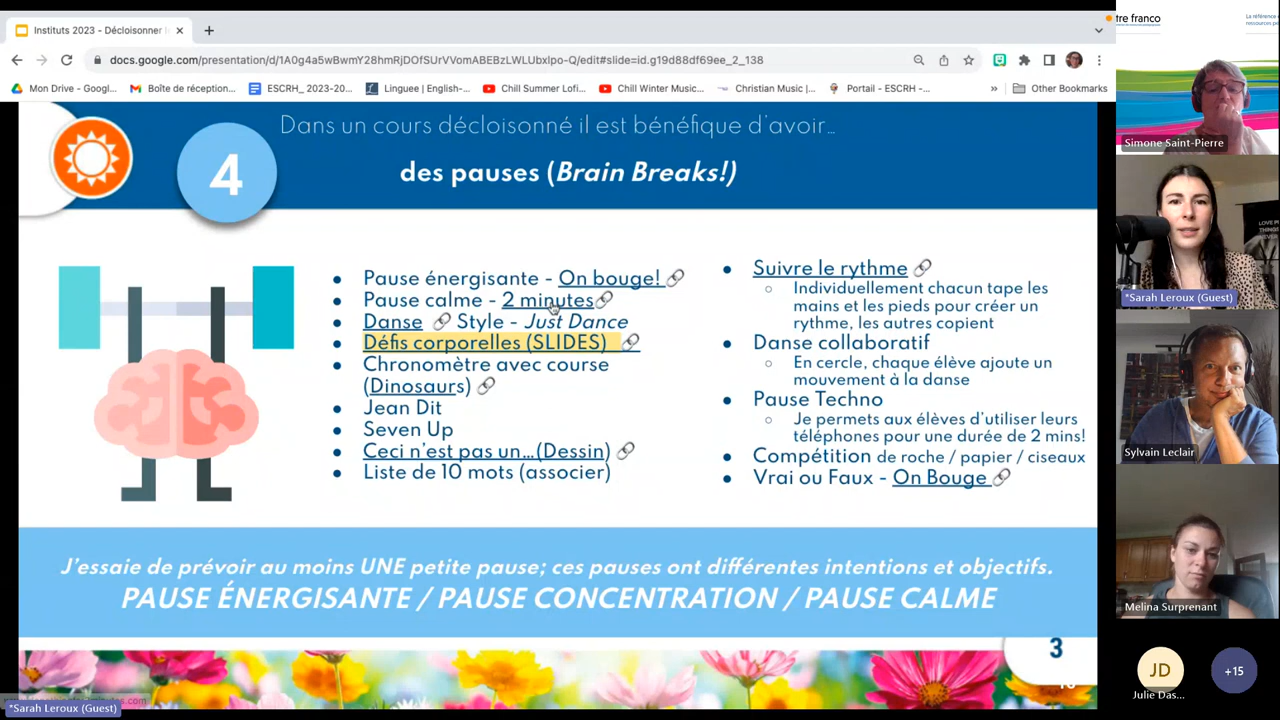 Instituts 2023 - Décloisonner
docs.google.com/presentation/d/1A0g4a5wBwmY28hmRjDOfSUrVVomABEBzLWLUbxlpo-Q/edit#slide=id.g19d88df69ee_2_138
Mon Drive - Googl...
Boîte de réception...
ESCRH_ 2023-20...
Linguee | English-...
Chill Summer Lofi...
Chill Winter Music...
Christian Music |...
Portail - ESCRH -...
»
Other Bookmarks
Dans un cours décloisonné il est bénéfique d'avoir...
4
des pauses (Brain Breaks!)
• Pause énergisante - On bouge!
• Pause calme - 2 minutes
• Danse Style - Just Dance
• Défis corporelles (SLIDES)
• Chronomètre avec course
(Dinosaurs)
• Jean Dit
• Seven Up
• Ceci n'est pas un...(Dessin)
• Liste de 10 mots (associer)
• Suivre le rythme
○ Individuellement chacun tape les
mains et les pieds pour créer un
rythme, les autres copient
• Danse collaboratif
○ En cercle, chaque élève ajoute un
mouvement à la danse
• Pause Techno
○ Je permets aux élèves d'utiliser leurs
téléphones pour une durée de 2 mins!
• Compétition de roche / papier / ciseaux
• Vrai ou Faux - On Bouge
J'essaie de prévoir au moins UNE petite pause; ces pauses ont différentes intentions et objectifs.
PAUSE ÉNERGISANTE / PAUSE CONCENTRATION / PAUSE CALME
3
*Sarah Leroux (Guest)
tre franco
La référence
ressources
Simone Saint-Pierre
*Sarah Leroux (Guest)
Sylvain Leclair
Melina Surprenant
JD
+15
Julie Das...